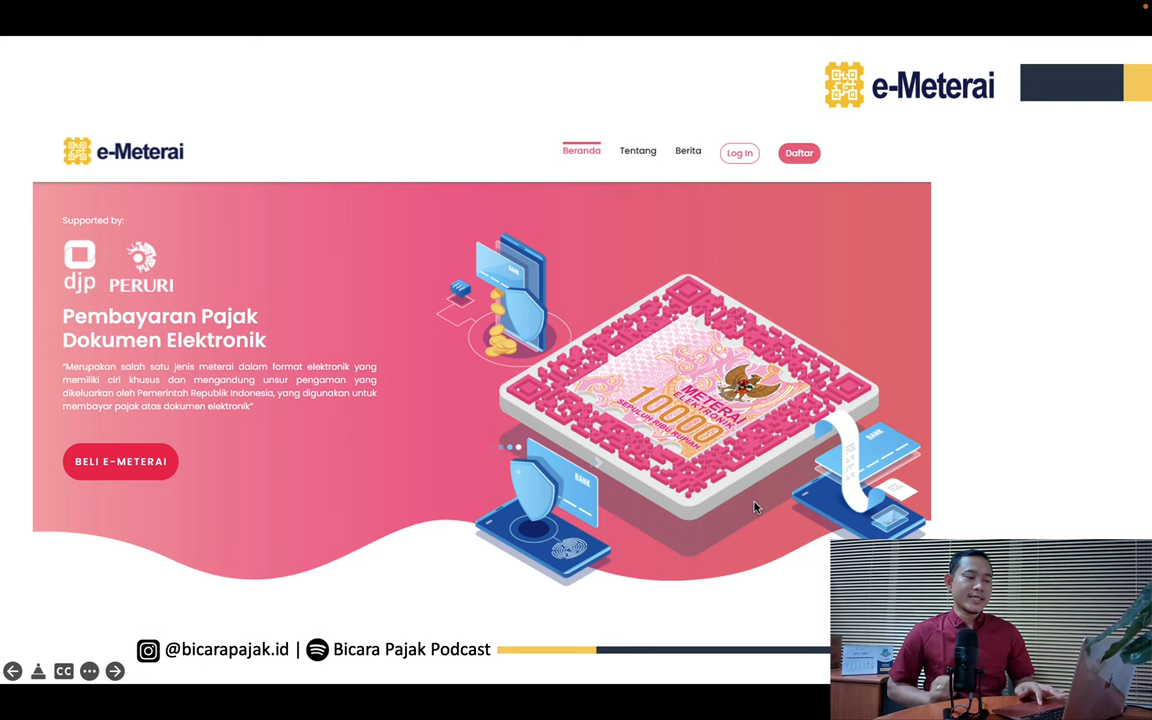 e-Meterai
e-Meterai
Beranda Tentang Berita Log In Daftar
Supported by:
djp PERURI
Pembayaran Pajak
Dokumen Elektronik
“Merupakan salah satu jenis meterai dalam format elektronik yang
memiliki ciri khusus dan mengandung unsur pengaman yang
dikeluarkan oleh Pemerintah Republik Indonesia, yang digunakan untuk
membayar pajak atas dokumen elektronik”
BELI E-METERAI
BANK
METERAI
ELEKTRONIK
10000
SEPULUH RIBU RUPIAH
BANK
BANK
@bicarapajak.id | Bicara Pajak Podcast
CC